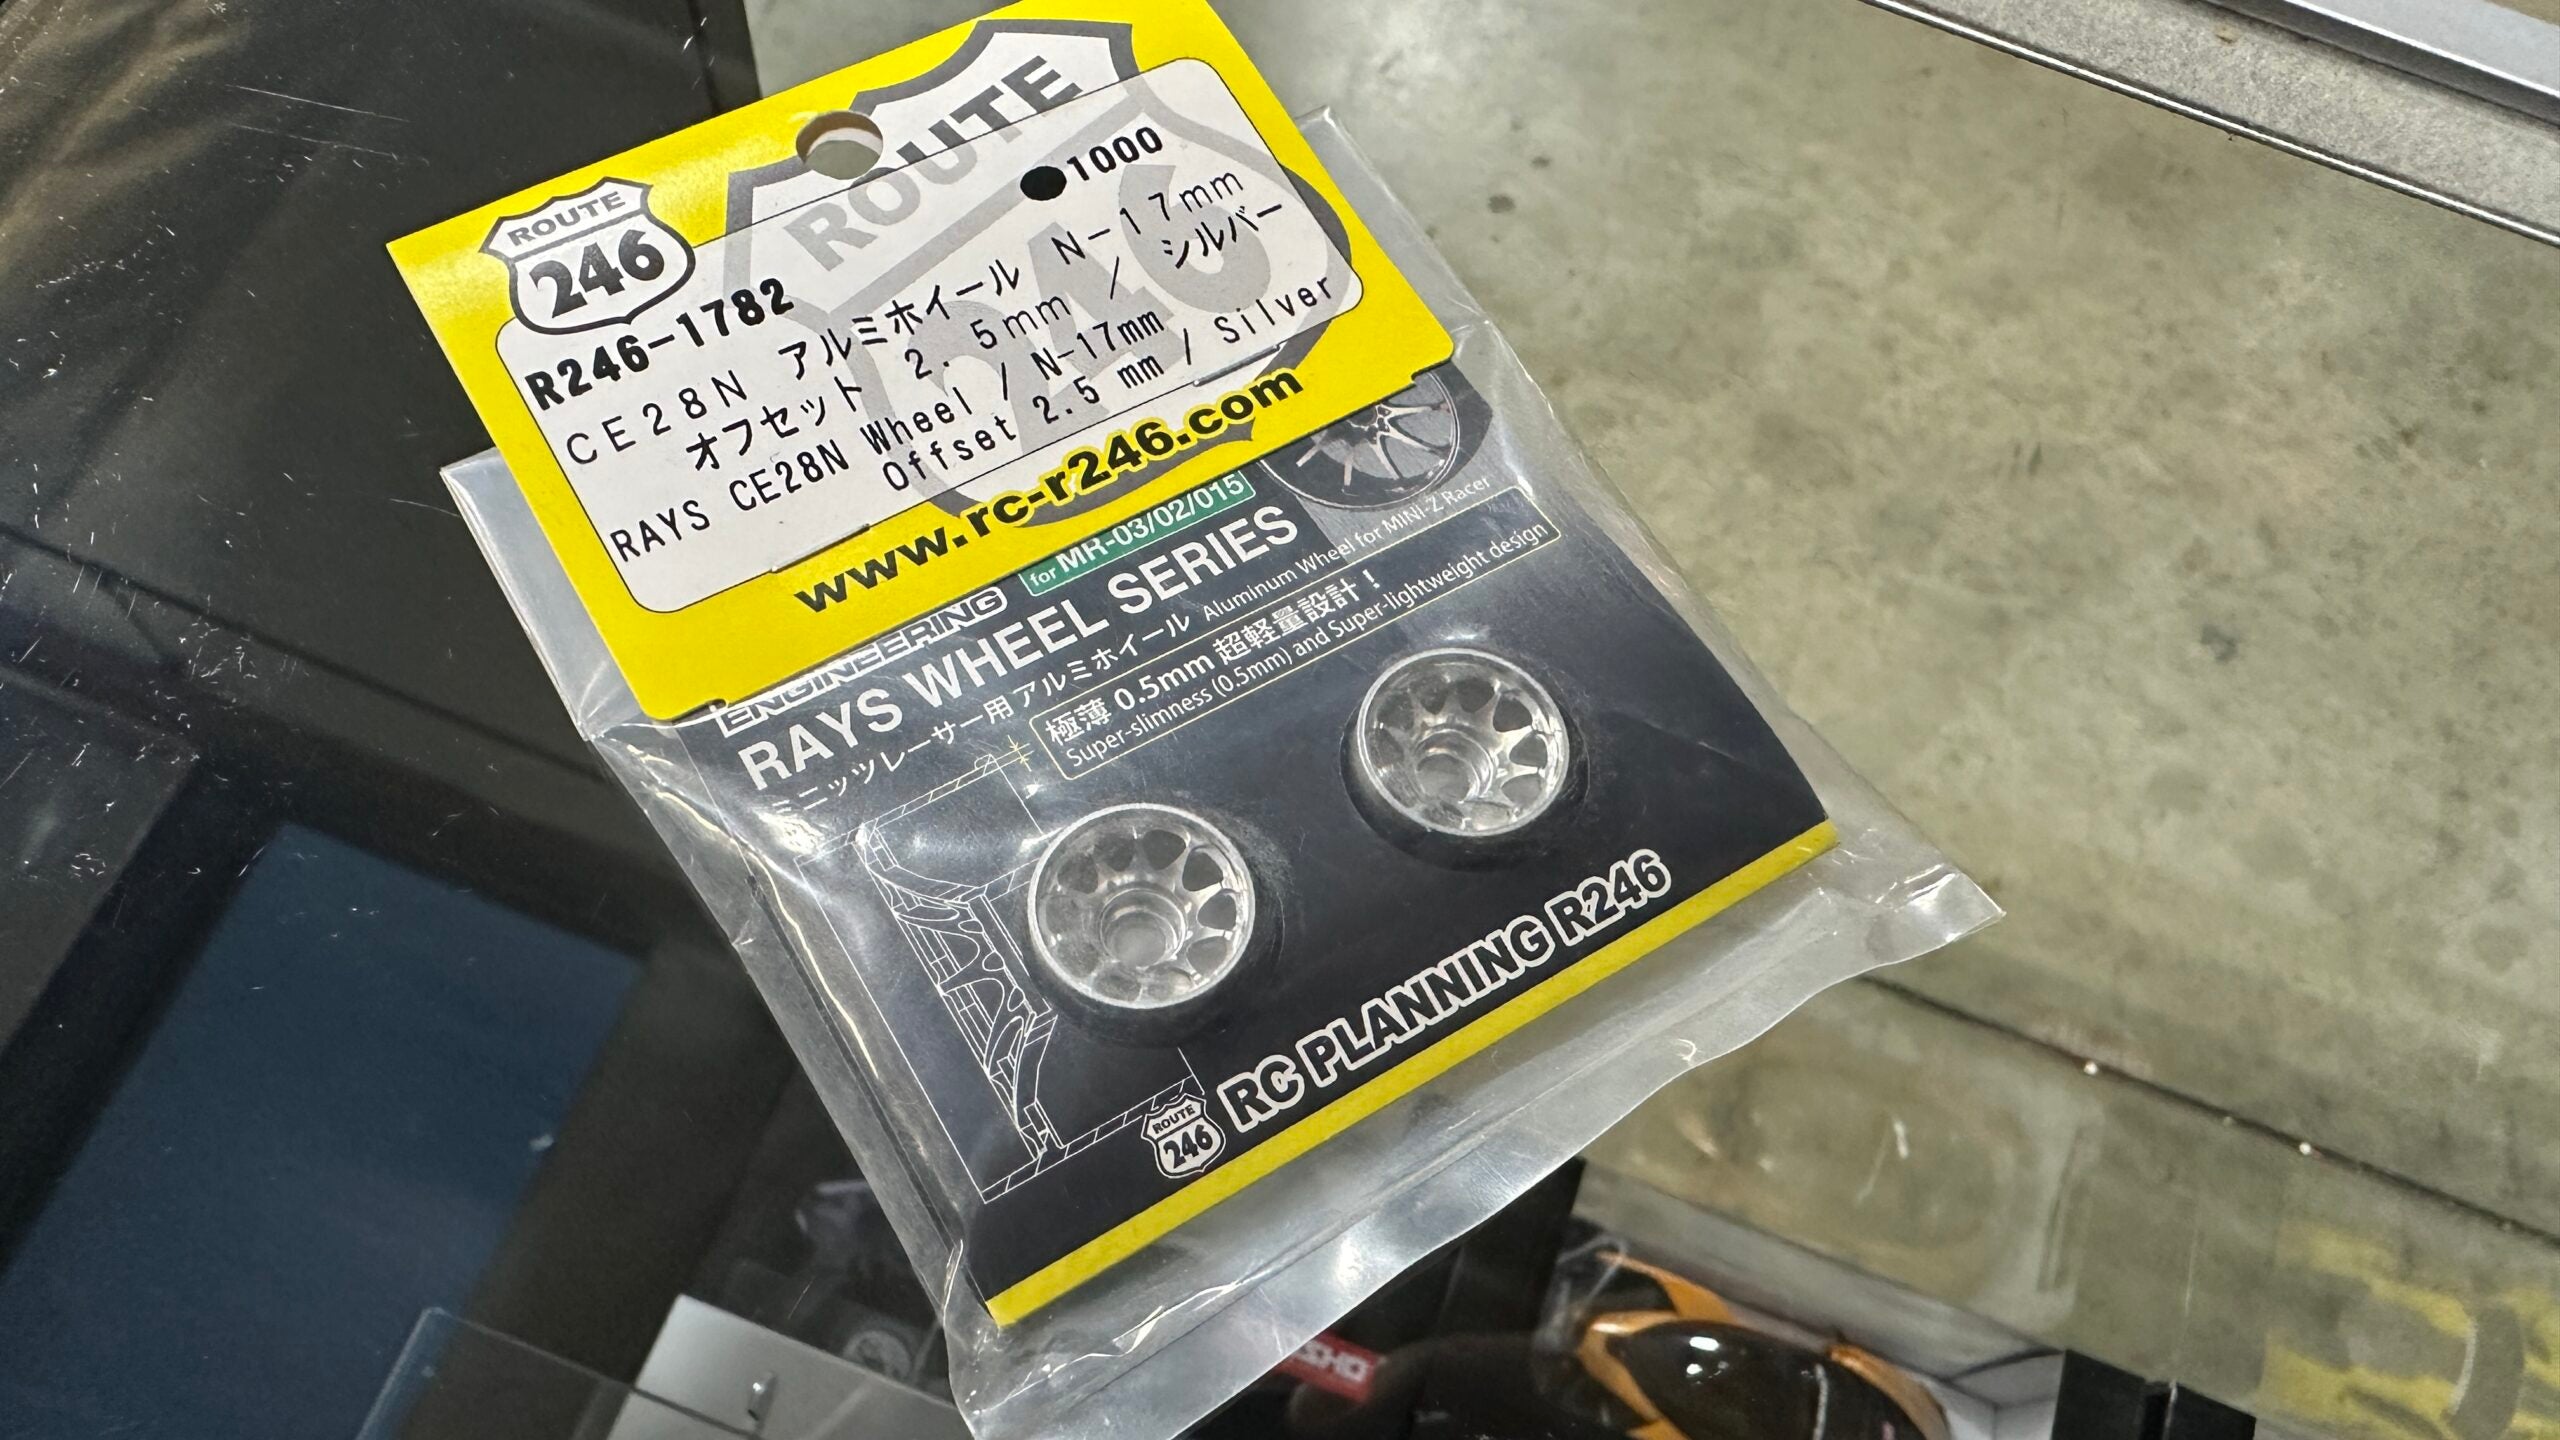 ROUTE
ROUTE
246
●1000
R246-1782
CE28N アルミホイール N-17mm
オフセット 2.5mm / シルバー
RAYS CE28N Wheel / N-17mm
Offset 2.5 mm / Silver
www.rc-r246.com
for MR-03/02/015
ENGINEERING
RAYS WHEEL SERIES
ミニッツレーサー用 アルミホイール Aluminum Wheel for MINI-Z Racer
極薄 0.5mm 超軽量設計!
Super-slimness (0.5mm) and Super-lightweight design
ROUTE
246
RC PLANNING R246